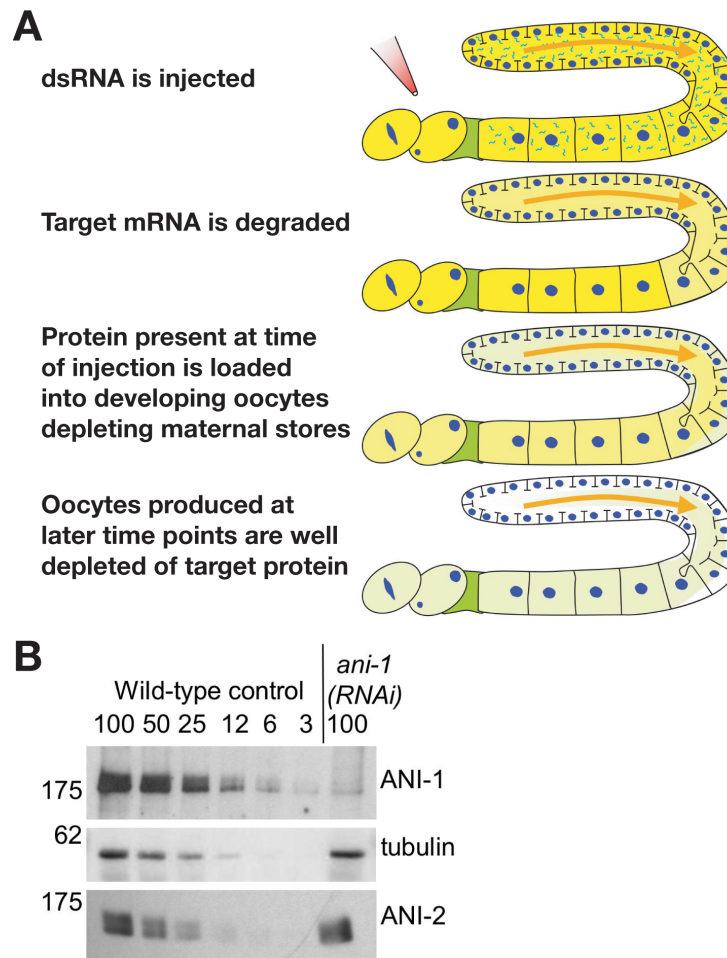 A
dsRNA is injected
Target mRNA is degraded
Protein present at time
of injection is loaded
into developing oocytes
depleting maternal stores
Oocytes produced at
later time points are well
depleted of target protein
B
Wild-type control
ani-1
(RNAi)
100 50 25 12 6 3 100
175 ANI-1
62 tubulin
175 ANI-2